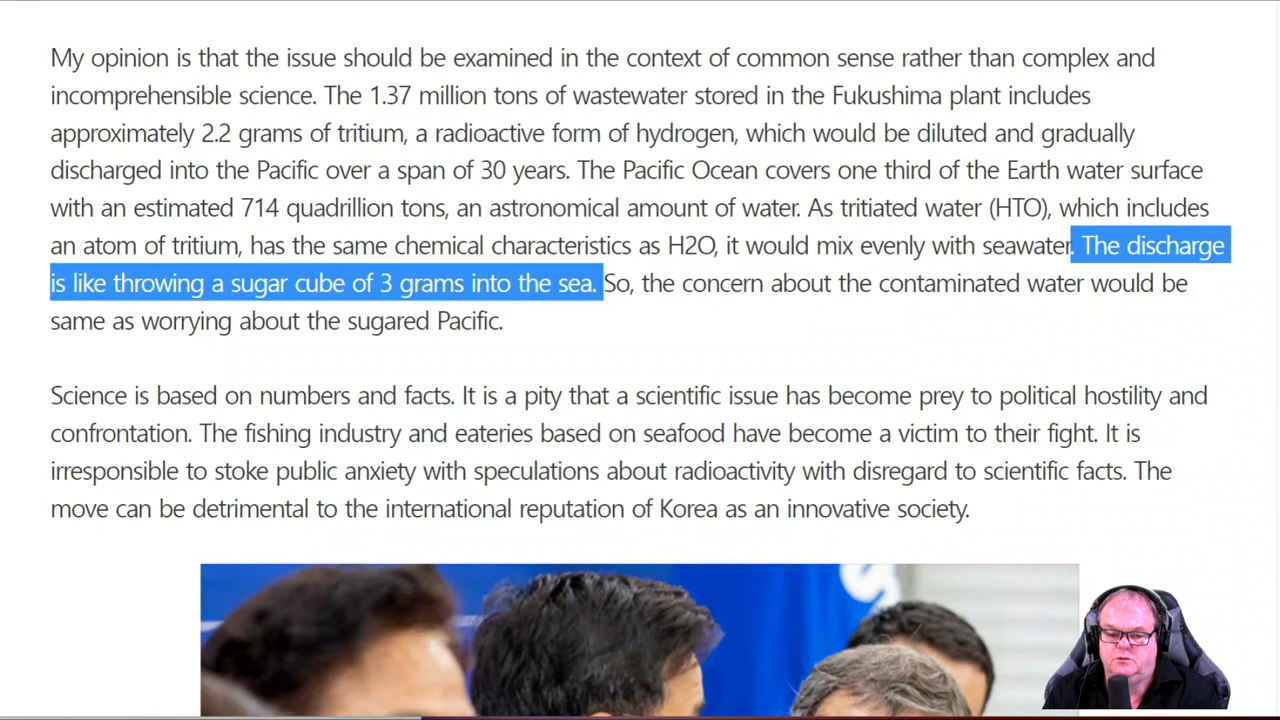 My opinion is that the issue should be examined in the context of common sense rather than complex and
incomprehensible science. The 1.37 million tons of wastewater stored in the Fukushima plant includes
approximately 2.2 grams of tritium, a radioactive form of hydrogen, which would be diluted and gradually
discharged into the Pacific over a span of 30 years. The Pacific Ocean covers one third of the Earth water surface
with an estimated 714 quadrillion tons, an astronomical amount of water. As tritiated water (HTO), which includes
an atom of tritium, has the same chemical characteristics as H2O, it would mix evenly with seawater. The discharge
is like throwing a sugar cube of 3 grams into the sea. So, the concern about the contaminated water would be
same as worrying about the sugared Pacific.
Science is based on numbers and facts. It is a pity that a scientific issue has become prey to political hostility and
confrontation. The fishing industry and eateries based on seafood have become a victim to their fight. It is
irresponsible to stoke public anxiety with speculations about radioactivity with disregard to scientific facts. The
move can be detrimental to the international reputation of Korea as an innovative society.